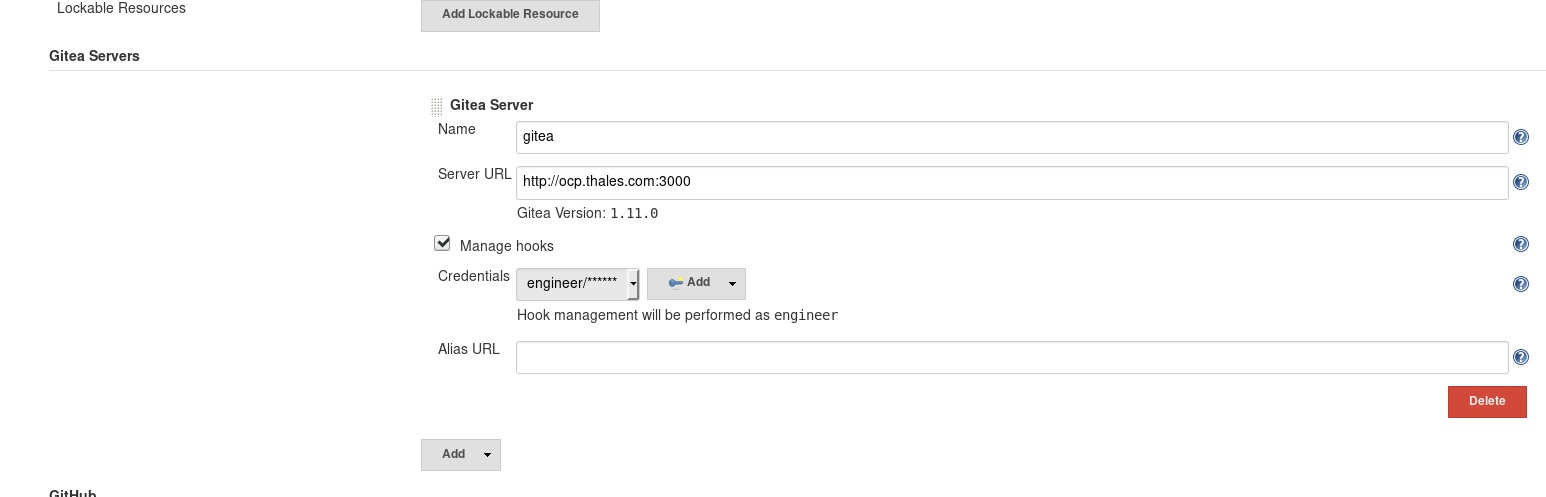 Lockable Resources
Add Lockable Resource
Gitea Servers
Gitea Server
Name
gitea
Server URL
http://ocp.thales.com:3000
Gitea Version: 1.11.0
Manage hooks
Credentials
engineer/******
Add
Hook management will be performed as engineer
Alias URL
Delete
Add
GitHub